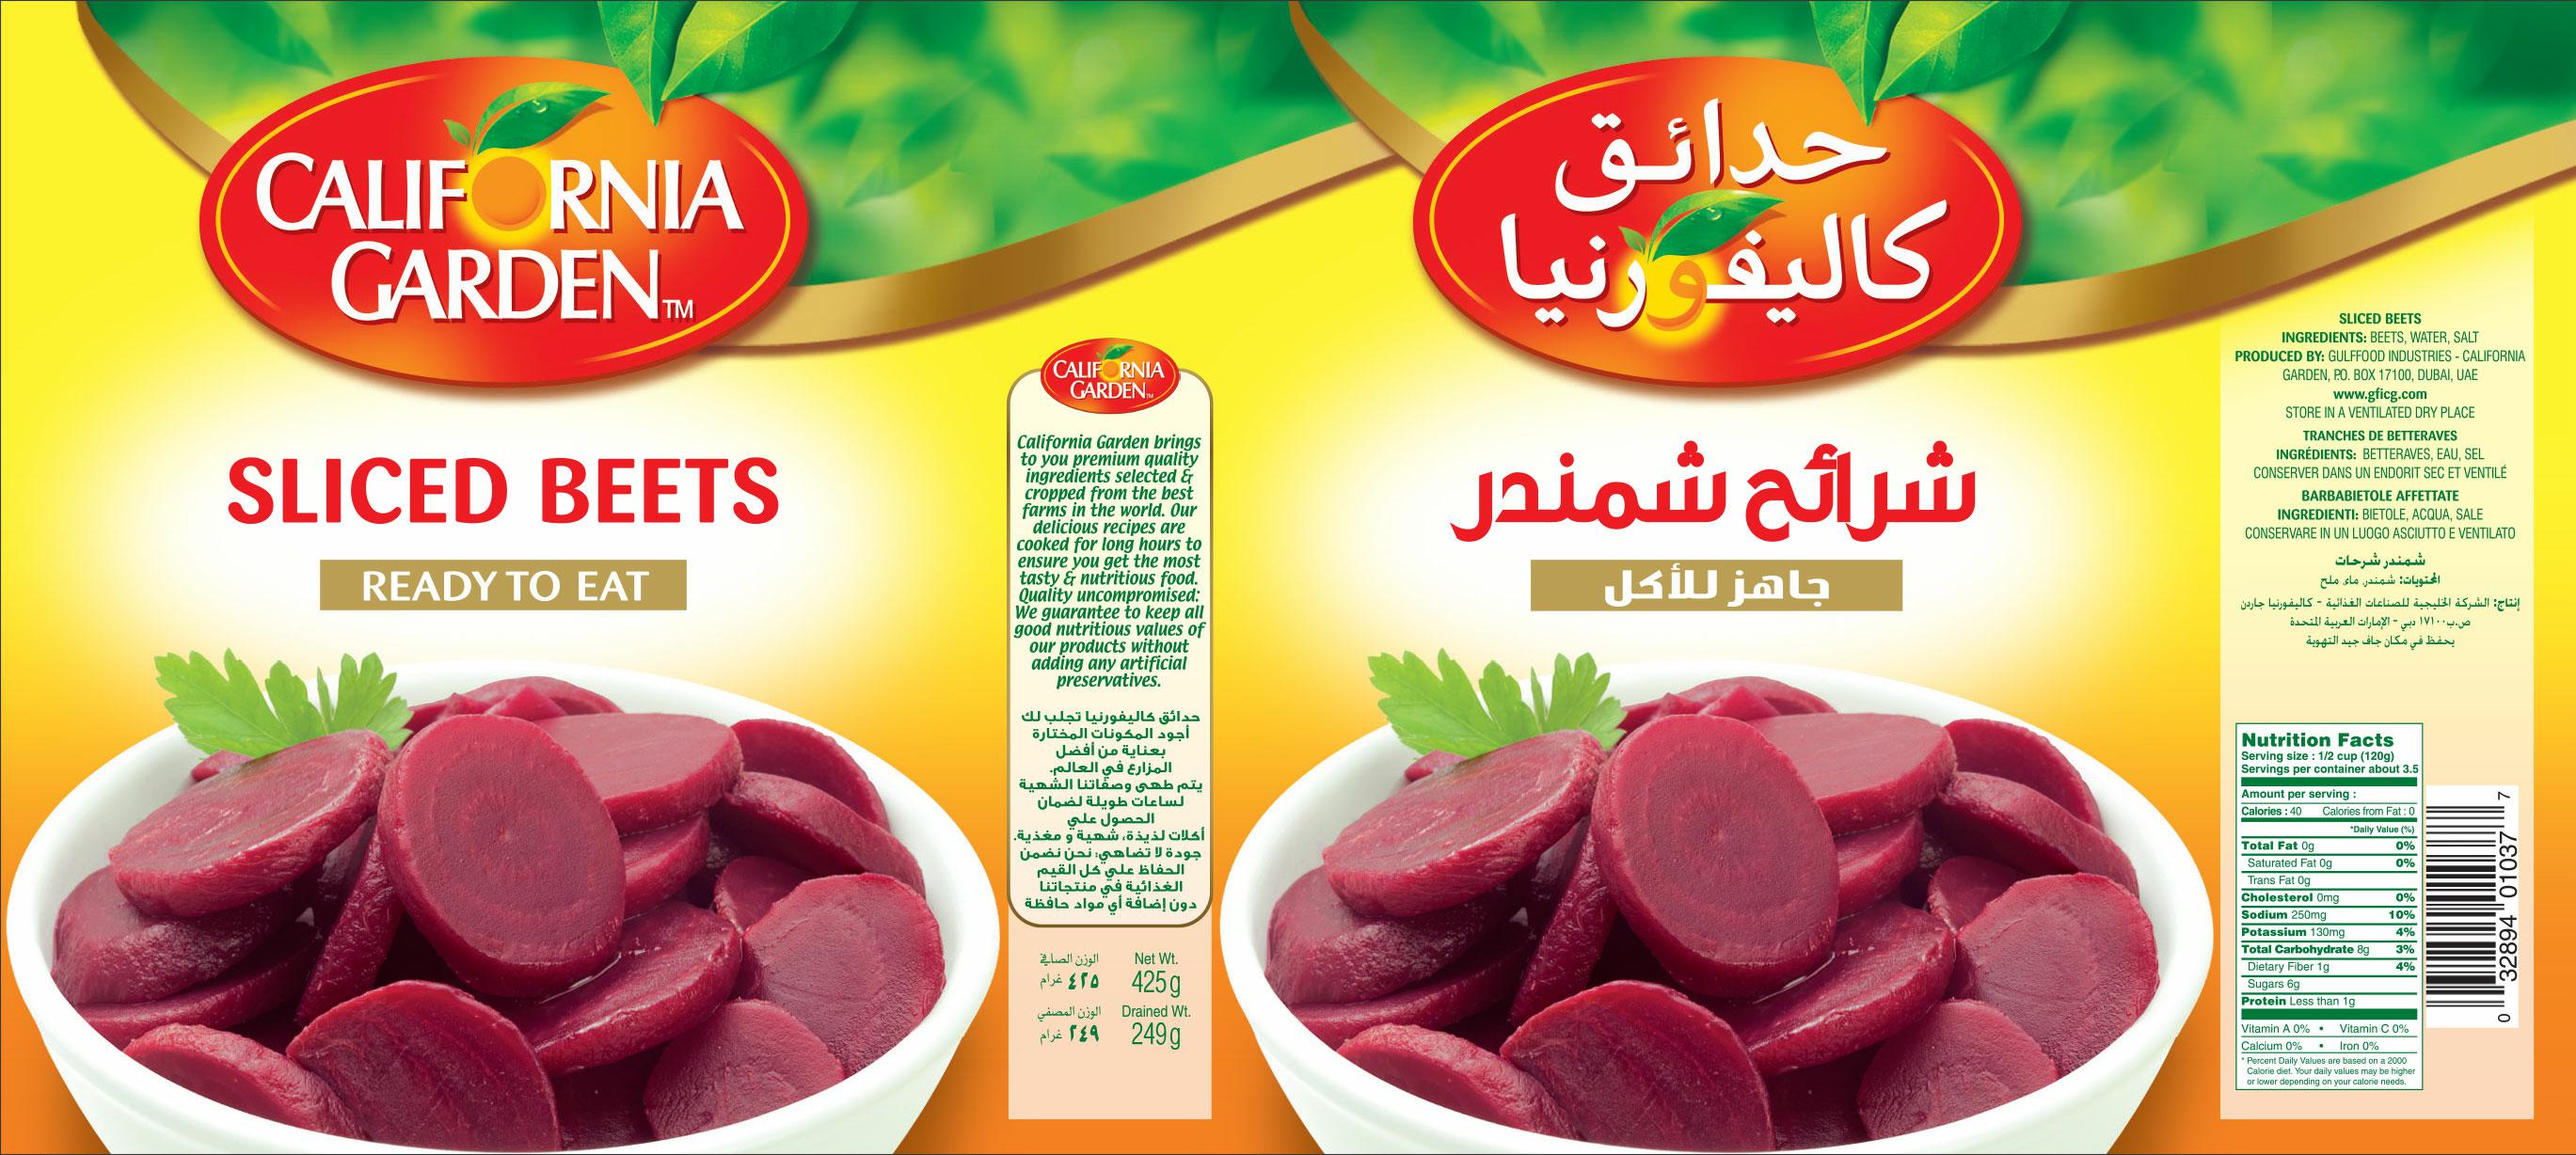 CALIFORNIA
GARDEN™
SLICED BEETS
READY TO EAT
CALIFORNIA
GARDEN™
California Garden brings
to you premium quality
ingredients selected &
cropped from the best
farms in the world. Our
delicious recipes are
cooked for long hours to
ensure you get the most
tasty & nutritious food.
Quality uncompromised:
We guarantee to keep all
good nutritious values of
our products without
adding any artificial
preservatives.
حدائق كاليفورنيا تجلب لك
أجود المكونات المختارة
بعناية من أفضل
المزارع في العالم.
يتم طهى وصفاتنا الشهية
لساعات طويلة لضمان
الحصول علي
أكلات لذيذة، شهية و مغذية.
جودة لا تضاهي: نحن نضمن
الحفاظ علي كل القيم
الغذائية في منتجاتنا
دون إضافة أي مواد حافظة
الوزن الصافي
٤٢٥ غرام
Net Wt.
425g
الوزن المصفي
٢٤٩ غرام
Drained Wt.
249g
حدائق
كاليفورنيا
شرائح شمندر
جاهز للأكل
SLICED BEETS
INGREDIENTS: BEETS, WATER, SALT
PRODUCED BY: GULFFOOD INDUSTRIES - CALIFORNIA
GARDEN, P.O. BOX 17100, DUBAI, UAE
www.gficg.com
STORE IN A VENTILATED DRY PLACE
TRANCHES DE BETTERAVES
INGRÉDIENTS: BETTERAVES, EAU, SEL
CONSERVER DANS UN ENDORIT SEC ET VENTILÉ
BARBABIETOLE AFFETTATE
INGREDIENTI: BIETOLE, ACQUA, SALE
CONSERVARE IN UN LUOGO ASCIUTTO E VENTILATO
شمندر شرحات
المحتويات: شمندر، ماء، ملح
إنتاج: الشركة الخليجية للصناعات الغذائية - كاليفورنيا جاردن
ص.ب ١٧١٠٠ دبي - الإمارات العربية المتحدة
يحفظ في مكان جاف جيد التهوية
Nutrition Facts
Serving size : 1/2 cup (120g)
Servings per container about 3.5
Amount per serving :
Calories : 40 Calories from Fat : 0
*Daily Value (%)
Total Fat 0g 0%
Saturated Fat 0g 0%
Trans Fat 0g
Cholesterol 0mg 0%
Sodium 250mg 10%
Potassium 130mg 4%
Total Carbohydrate 8g 3%
Dietary Fiber 1g 4%
Sugars 6g
Protein Less than 1g
Vitamin A 0% • Vitamin C 0%
Calcium 0% • Iron 0%
* Percent Daily Values are based on a 2000
Calorie diet. Your daily values may be higher
or lower depending on your calorie needs.
0 32894 01037 7